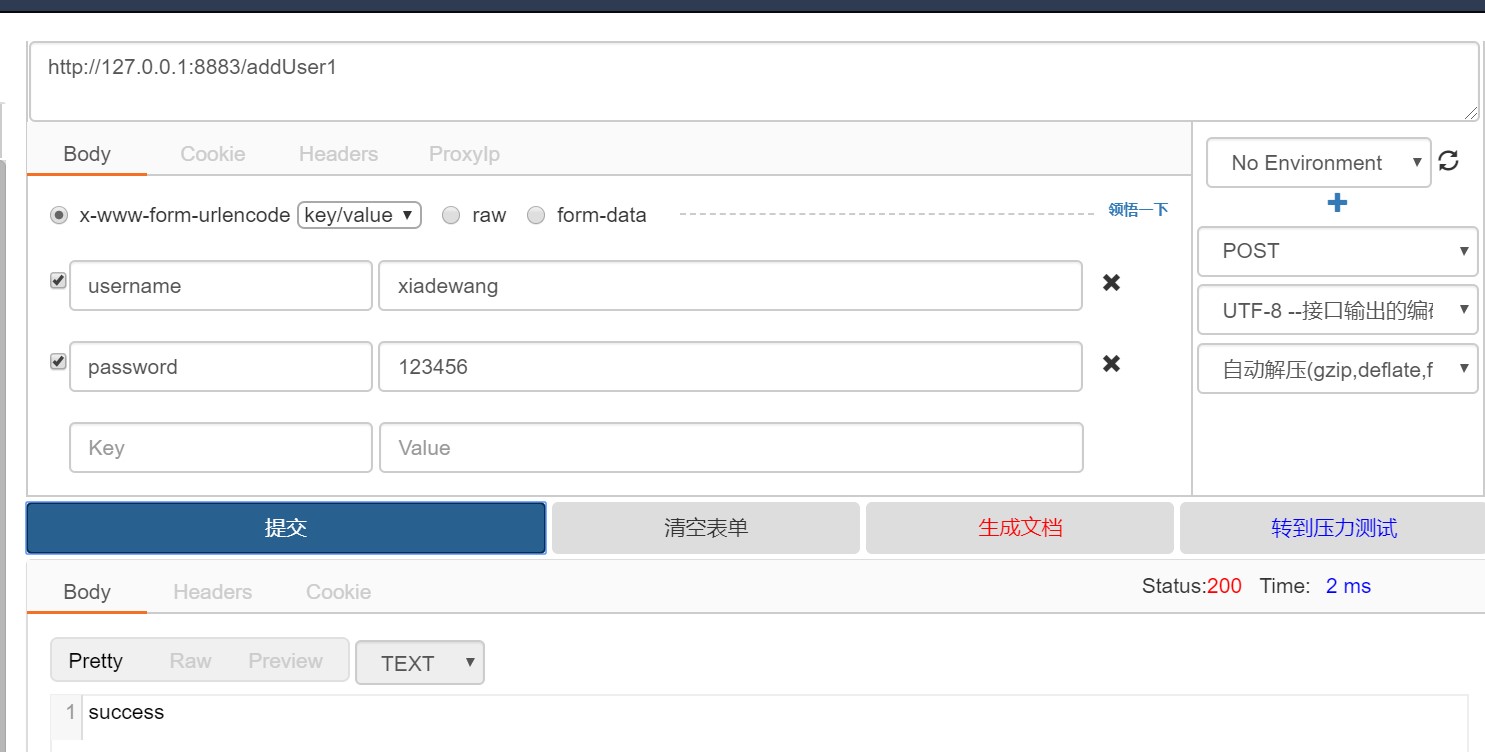 http://127.0.0.1:8883/addUser1
Body Cookie Headers ProxyIp
No Environment
x-www-form-urlencode key/value raw form-data 领悟一下
POST
username xiadewang
UTF-8 --接口输出的编
password 123456
自动解压(gzip,deflate,f
Key Value
提交 清空表单 生成文档 转到压力测试
Body Headers Cookie Status:200 Time: 2 ms
Pretty Raw Preview TEXT
1 success